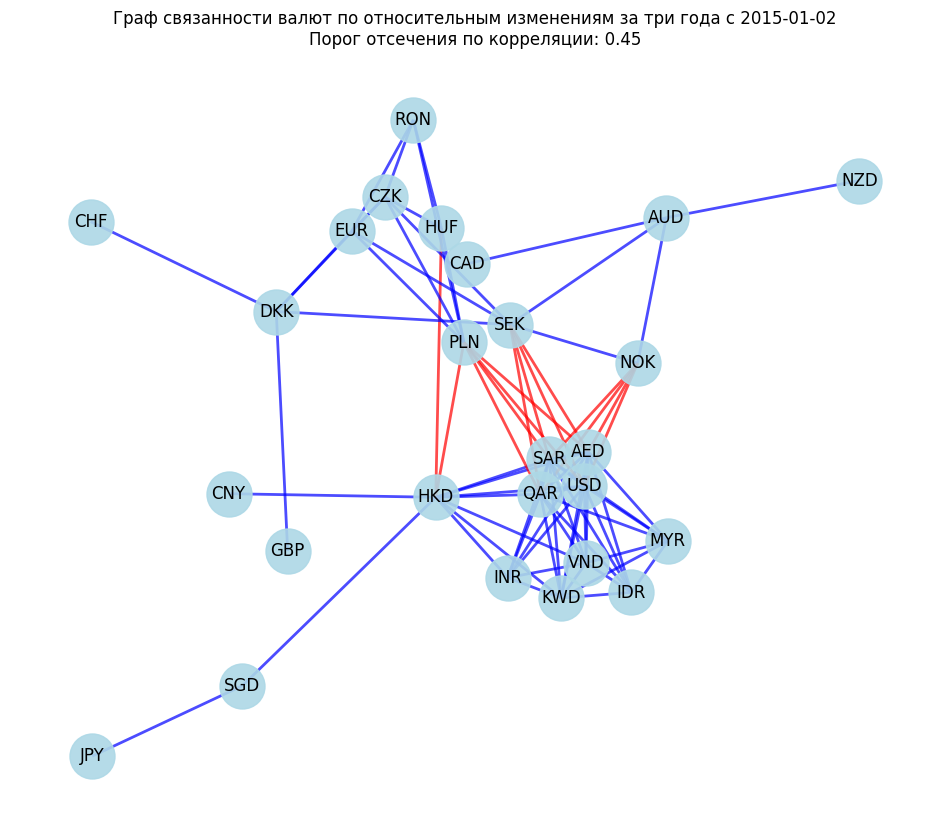 Граф связанности валют по относительным изменениям за три года с 2015-01-02
Порог отсечения по корреляции: 0.45
RON
NZD
CZK
AUD
CHF
HUF
EUR
CAD
DKK
SEK
PLN
NOK
AED
SAR
USD
QAR
CNY
HKD
MYR
GBP
VND
INR
IDR
KWD
SGD
JPY